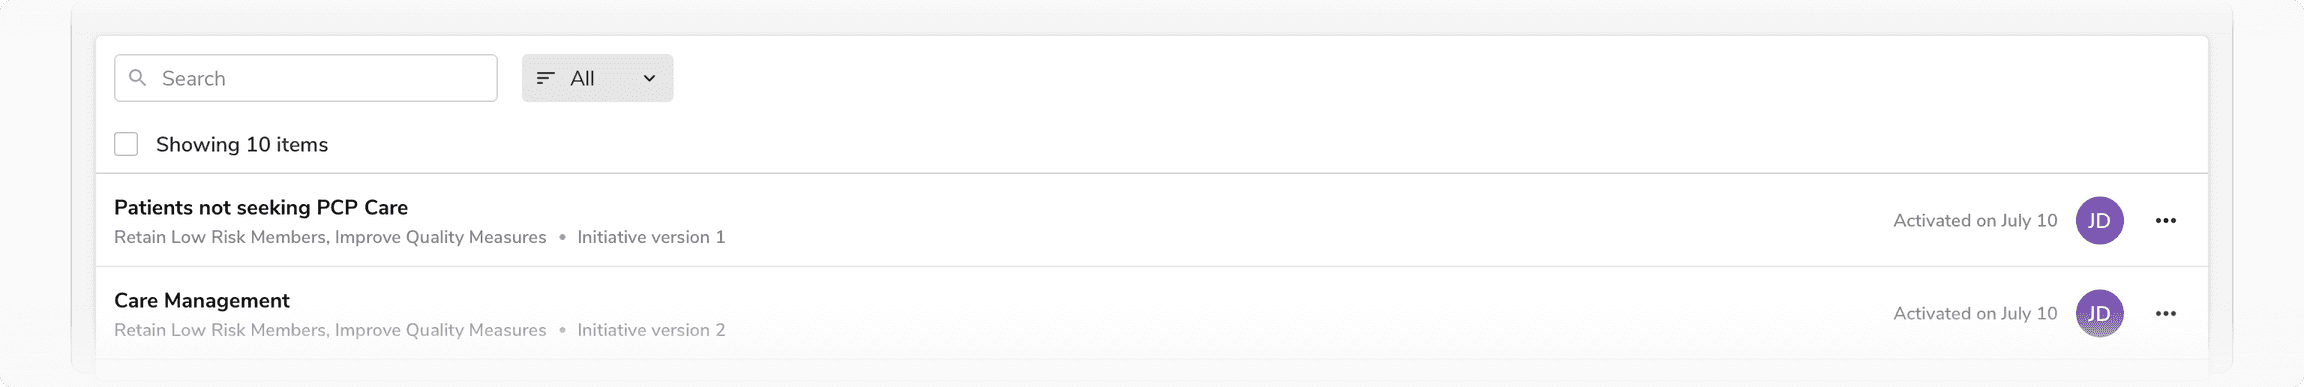 Search
All
Showing 10 items
Patients not seeking PCP Care
Retain Low Risk Members, Improve Quality Measures • Initiative version 1
Activated on July 10
JD
Care Management
Retain Low Risk Members, Improve Quality Measures • Initiative version 2
Activated on July 10
JD